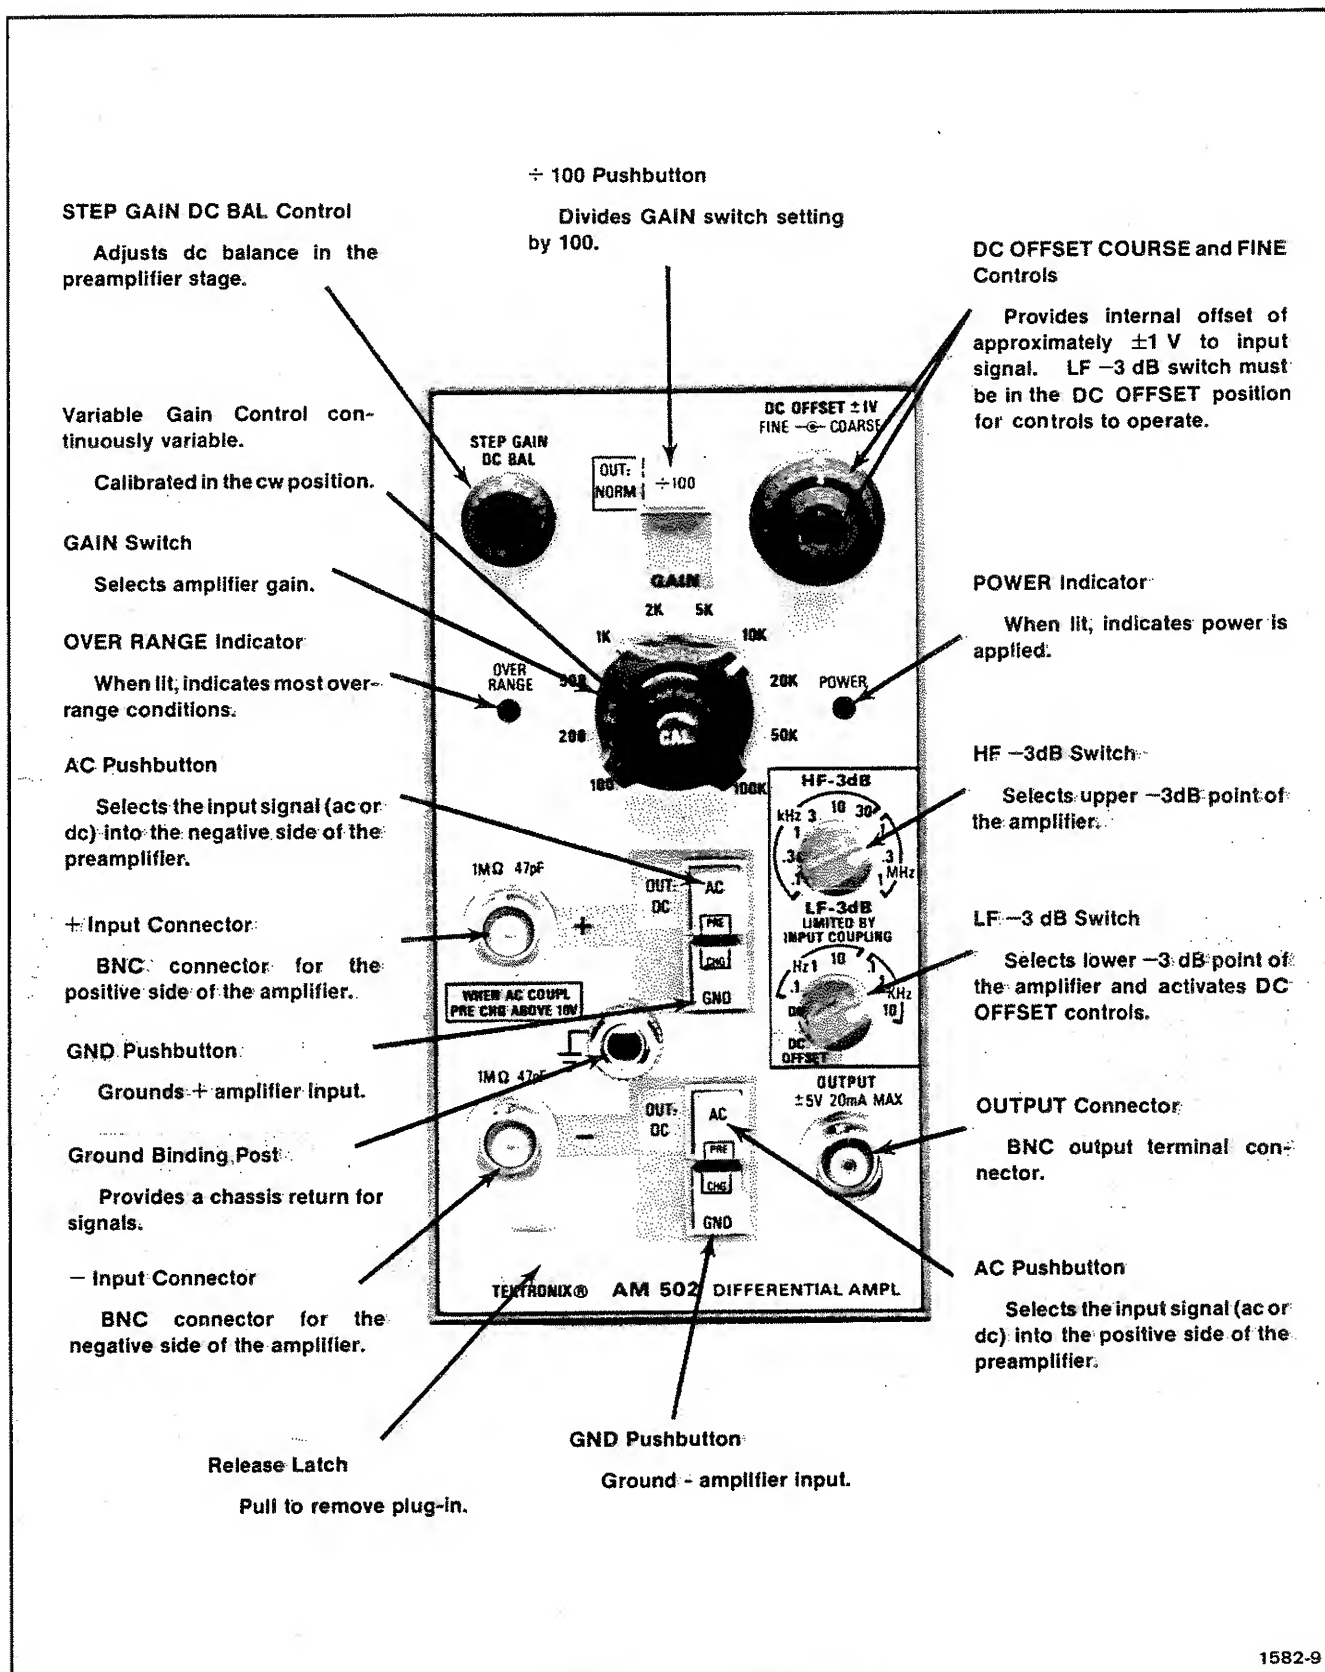 ÷ 100 Pushbutton
Divides GAIN switch setting
by 100.
STEP GAIN DC BAL Control
Adjusts dc balance in the
preamplifier stage.
Variable Gain Control con-
tinuously variable.
Calibrated in the cw position.
GAIN Switch
Selects amplifier gain.
OVER RANGE Indicator
When lit, indicates most over-
range conditions.
AC Pushbutton
Selects the input signal (ac or
dc) into the negative side of the
preamplifier.
+ Input Connector
BNC connector for the
positive side of the amplifier.
GND Pushbutton
Grounds + amplifier input.
Ground Binding Post
Provides a chassis return for
signals.
− Input Connector
BNC connector for the
negative side of the amplifier.
Release Latch
Pull to remove plug-in.
STEP GAIN
DC BAL
OUT:
NORM
÷100
DC OFFSET ±1V
FINE COARSE
GAIN
100
200
500
1K
2K
5K
10K
20K
50K
100K
CAL
OVER
RANGE
POWER
HF-3dB
kHz
.1
.3
1
3
10
30
.1
.3
1
MHz
LF-3dB
LIMITED BY
INPUT COUPLING
DC
OFFSET
DC
.1
Hz 1
10
.1
1
KHz
10
1MΩ 47pF
+
OUT:
DC
AC
PRE
CHG
GND
WHEN AC COUPL
PRE CHG ABOVE 10V
1MΩ 47pF
−
OUT:
DC
AC
PRE
CHG
GND
OUTPUT
±5V 20mA MAX
TEKTRONIX® AM 502 DIFFERENTIAL AMPL
DC OFFSET COURSE and FINE
Controls
Provides internal offset of
approximately ±1 V to input
signal. LF −3 dB switch must
be in the DC OFFSET position
for controls to operate.
POWER Indicator
When lit, indicates power is
applied.
HF −3dB Switch
Selects upper −3dB point of
the amplifier.
LF −3 dB Switch
Selects lower −3 dB point of
the amplifier and activates DC
OFFSET controls.
OUTPUT Connector
BNC output terminal con-
nector.
AC Pushbutton
Selects the input signal (ac or
dc) into the positive side of the
preamplifier.
GND Pushbutton
Ground - amplifier input.
1582-9